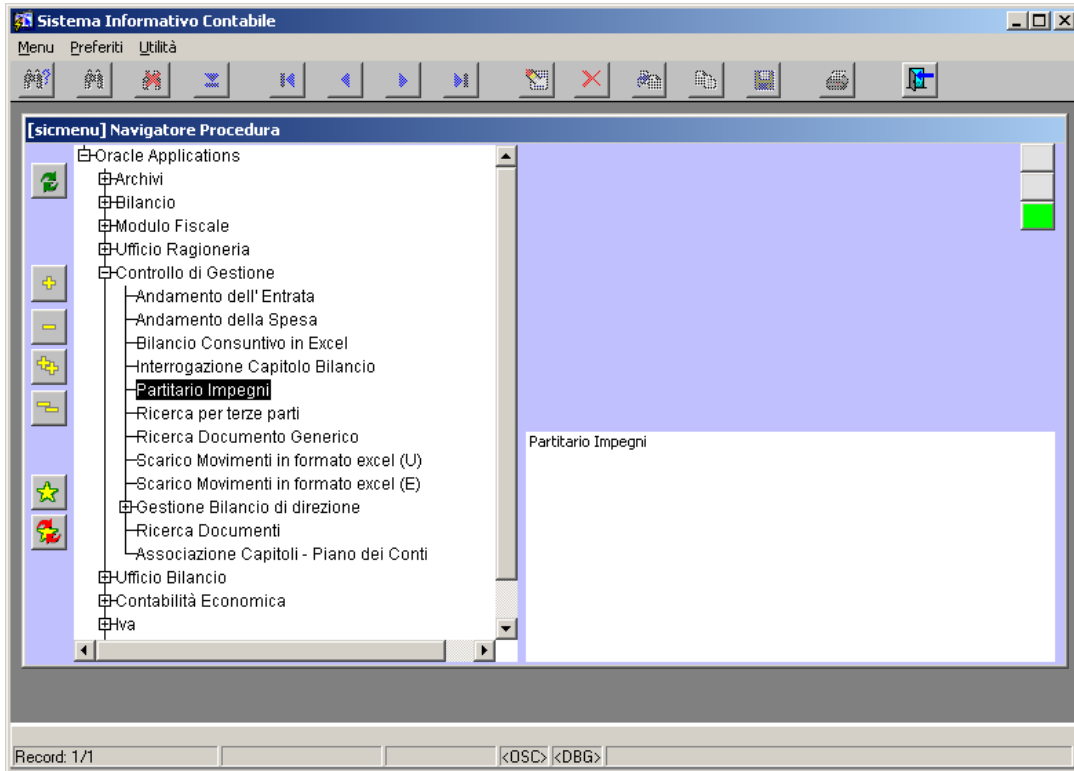 Sistema Informativo Contabile
Menu Preferiti Utilità
[sicmenu] Navigatore Procedura
Oracle Applications
Archivi
Bilancio
Modulo Fiscale
Ufficio Ragioneria
Controllo di Gestione
Andamento dell' Entrata
Andamento della Spesa
Bilancio Consuntivo in Excel
Interrogazione Capitolo Bilancio
Partitario Impegni
Ricerca per terze parti
Ricerca Documento Generico
Scarico Movimenti in formato excel (U)
Scarico Movimenti in formato excel (E)
Gestione Bilancio di direzione
Ricerca Documenti
Associazione Capitoli - Piano dei Conti
Ufficio Bilancio
Contabilità Economica
Iva
Partitario Impegni
Record: 1/1 <OSC> <DBG>